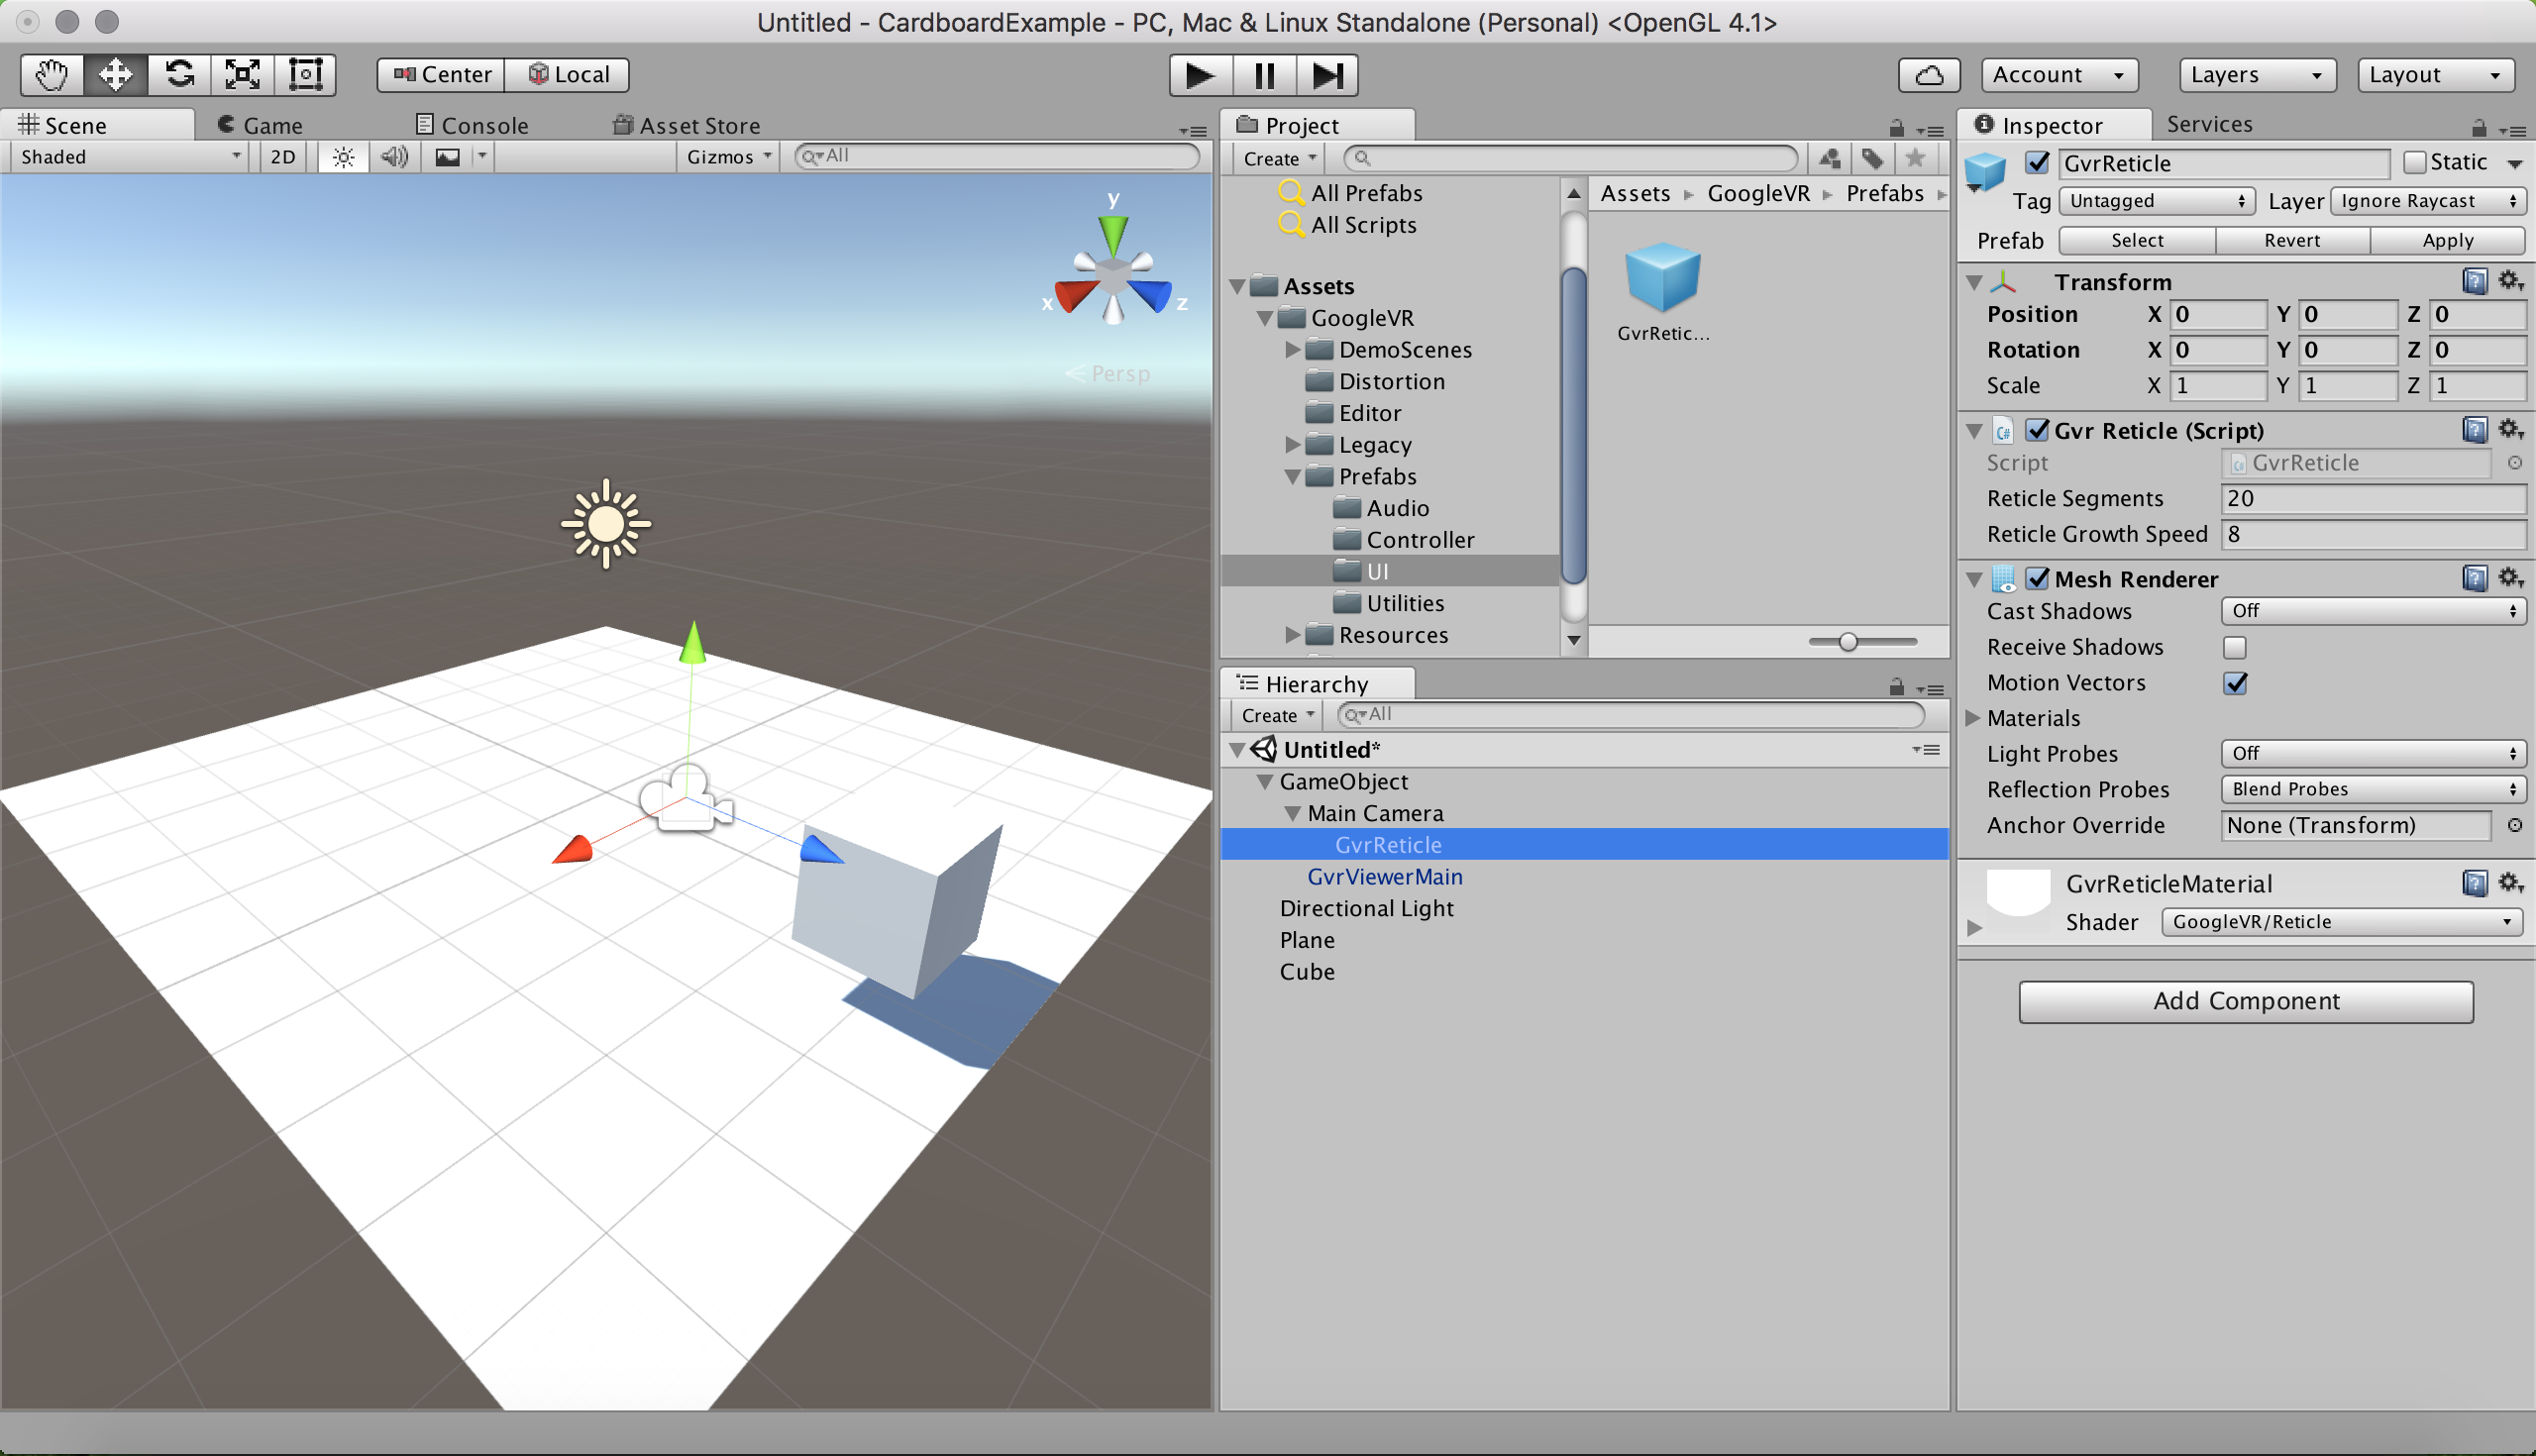 Untitled - CardboardExample - PC, Mac & Linux Standalone (Personal) <OpenGL 4.1>
Center Local Account Layers Layout
Scene Game Console Asset Store
Shaded 2D Gizmos All
y
x z
Persp
Project
Create
All Prefabs
All Scripts
Assets
GoogleVR
DemoScenes
Distortion
Editor
Legacy
Prefabs
Audio
Controller
UI
Utilities
Resources
Assets GoogleVR Prefabs
GvrRetic...
Hierarchy
Create All
Untitled*
GameObject
Main Camera
GvrReticle
GvrViewerMain
Directional Light
Plane
Cube
Inspector Services
GvrReticle Static
Tag Untagged Layer Ignore Raycast
Prefab Select Revert Apply
Transform
Position X 0 Y 0 Z 0
Rotation X 0 Y 0 Z 0
Scale X 1 Y 1 Z 1
C# Gvr Reticle (Script)
Script GvrReticle
Reticle Segments 20
Reticle Growth Speed 8
Mesh Renderer
Cast Shadows Off
Receive Shadows
Motion Vectors
Materials
Light Probes Off
Reflection Probes Blend Probes
Anchor Override None (Transform)
GvrReticleMaterial
Shader GoogleVR/Reticle
Add Component